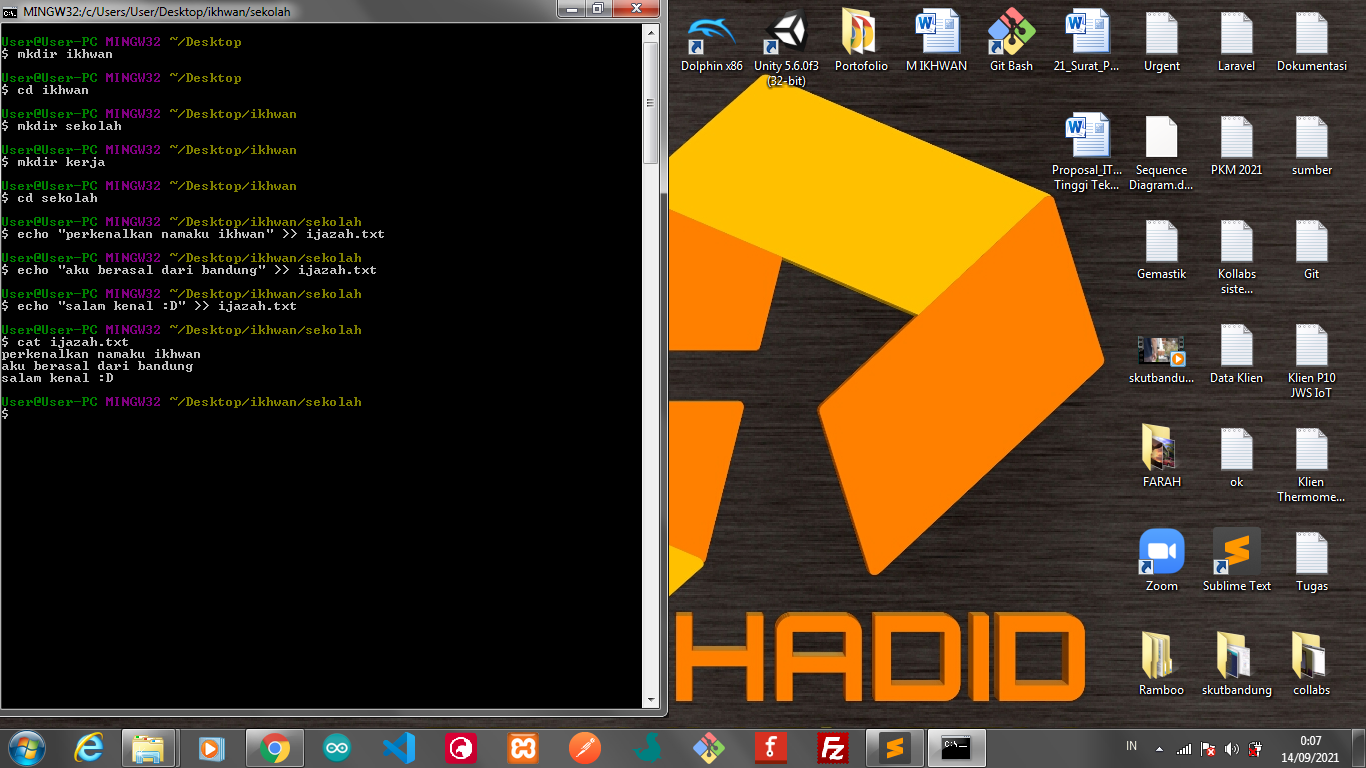 MINGW32:/c/Users/User/Desktop/ikhwan/sekolah
User@User-PC MINGW32 ~/Desktop
$ mkdir ikhwan
User@User-PC MINGW32 ~/Desktop
$ cd ikhwan
User@User-PC MINGW32 ~/Desktop/ikhwan
$ mkdir sekolah
User@User-PC MINGW32 ~/Desktop/ikhwan
$ mkdir kerja
User@User-PC MINGW32 ~/Desktop/ikhwan
$ cd sekolah
User@User-PC MINGW32 ~/Desktop/ikhwan/sekolah
$ echo "perkenalkan namaku ikhwan" >> ijazah.txt
User@User-PC MINGW32 ~/Desktop/ikhwan/sekolah
$ echo "aku berasal dari bandung" >> ijazah.txt
User@User-PC MINGW32 ~/Desktop/ikhwan/sekolah
$ echo "salam kenal :D" >> ijazah.txt
User@User-PC MINGW32 ~/Desktop/ikhwan/sekolah
$ cat ijazah.txt
perkenalkan namaku ikhwan
aku berasal dari bandung
salam kenal :D
User@User-PC MINGW32 ~/Desktop/ikhwan/sekolah
$
Dolphin x86
Unity 5.6.0f3
(32-bit)
Portofolio
M IKHWAN
Git Bash
21_Surat_P...
Urgent
Laravel
Dokumentasi
Proposal_IT...
Tinggi Tek...
Sequence
Diagram.d...
PKM 2021
sumber
Gemastik
Kollabs
siste...
Git
skutbandu...
Data Klien
Klien P10
JWS IoT
FARAH
ok
Klien
Thermome...
Zoom
Sublime Text
Tugas
Ramboo
skutbandung
collabs
HADID
C:\_
IN
0:07
14/09/2021